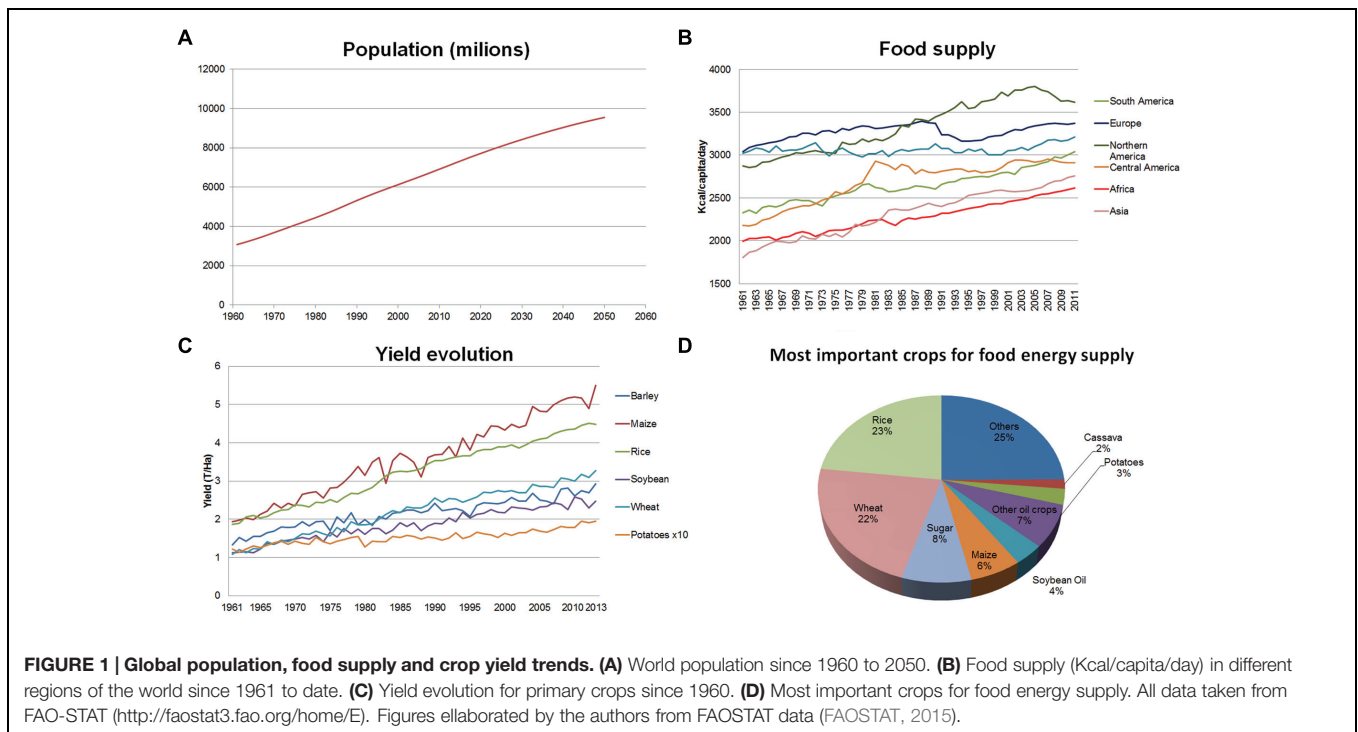 A
Population (milions)
12000
10000
8000
6000
4000
2000
0
1960 1970 1980 1990 2000 2010 2020 2030 2040 2050 2060
B
Food supply
Kcal/capita/day
4000
3500
3000
2500
2000
1500
1961 1963 1965 1967 1969 1971 1973 1975 1977 1979 1981 1983 1985 1987 1989 1991 1993 1995 1997 1999 2001 2003 2005 2007 2009 2011
South America
Europe
Northern
America
Central America
Africa
Asia
C
Yield evolution
Yield (T/Ha)
6
5
4
3
2
1
0
1961 1965 1970 1975 1980 1985 1990 1995 2000 2005 2010 2013
Barley
Maize
Rice
Soybean
Wheat
Potatoes x10
D
Most important crops for food energy supply
Rice
23%
Others
25%
Cassava
2%
Potatoes
3%
Other oil crops
7%
Soybean Oil
4%
Maize
6%
Sugar
8%
Wheat
22%
FIGURE 1 | Global population, food supply and crop yield trends. (A) World population since 1960 to 2050. (B) Food supply (Kcal/capita/day) in different
regions of the world since 1961 to date. (C) Yield evolution for primary crops since 1960. (D) Most important crops for food energy supply. All data taken from
FAO-STAT (http://faostat3.fao.org/home/E). Figures ellaborated by the authors from FAOSTAT data (FAOSTAT, 2015).